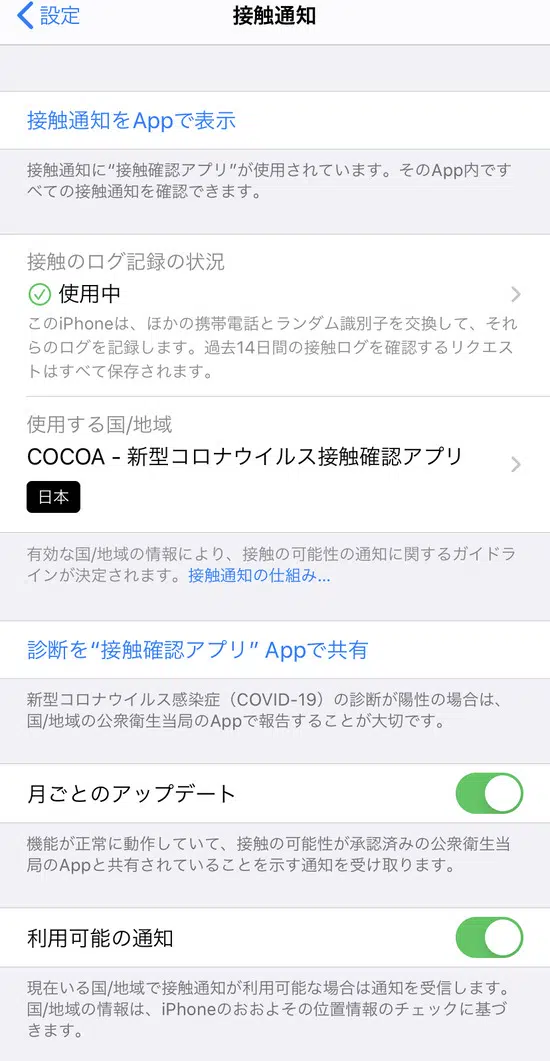 設定
接触通知
接触通知をAppで表示
接触通知に“接触確認アプリ”が使用されています。そのApp内ですべ
ての接触通知を確認できます。
接触のログ記録の状況
使用中
このiPhoneは、ほかの携帯電話とランダム識別子を交換して、それ
らのログを記録します。過去14日間の接触ログを確認するリクエス
トはすべて保存されます。
使用する国/地域
COCOA - 新型コロナウイルス接触確認アプリ
日本
有効な国/地域の情報により、接触の可能性の通知に関するガイドラ
インが決定されます。接触通知の仕組み...
診断を“接触確認アプリ” Appで共有
新型コロナウイルス感染症（COVID-19）の診断が陽性の場合は、
国/地域の公衆衛生当局のAppで報告することが大切です。
月ごとのアップデート
機能が正常に動作していて、接触の可能性が承認済みの公衆衛生当
局のAppと共有されていることを示す通知を受け取ります。
利用可能の通知
現在いる国/地域で接触通知が利用可能な場合は通知を受信します。
国/地域の情報は、iPhoneのおおよその位置情報のチェックに基づ
きます。